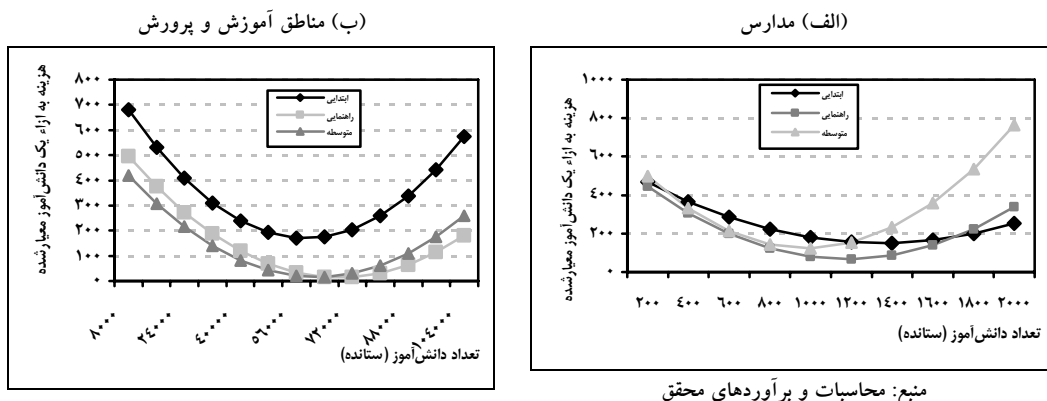 (الف) مدارس
هزینه به ازاء یک دانش‌آموز معیارشده
۱۰۰۰
۸۰۰
۶۰۰
۴۰۰
۲۰۰
۰
ابتدایی
راهنمایی
متوسطه
۲۰۰ ۴۰۰ ۶۰۰ ۸۰۰ ۱۰۰۰ ۱۲۰۰ ۱۴۰۰ ۱۶۰۰ ۱۸۰۰ ۲۰۰۰
تعداد دانش‌آموز (ستانده)
(ب) مناطق آموزش و پرورش
هزینه به ازاء یک دانش‌آموز معیارشده
۸۰۰
۷۰۰
۶۰۰
۵۰۰
۴۰۰
۳۰۰
۲۰۰
۱۰۰
۰
ابتدایی
راهنمایی
متوسطه
۸۰۰۰ ۲۴۰۰۰ ۴۰۰۰۰ ۵۶۰۰۰ ۷۲۰۰۰ ۸۸۰۰۰ ۱۰۴۰۰۰
تعداد دانش‌آموز (ستانده)
منبع: محاسبات و برآوردهای محقق